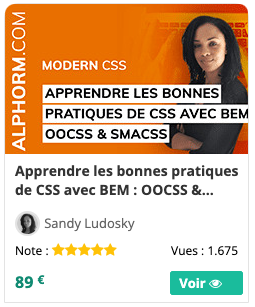 ALPHORM.COM
MODERN CSS
APPRENDRE LES BONNES
PRATIQUES DE CSS AVEC BEM
OOCSS & SMACSS
Apprendre les bonnes pratiques
de CSS avec BEM : OOCSS &...
Sandy Ludosky
Note :
Vues : 1.675
89 €
Voir